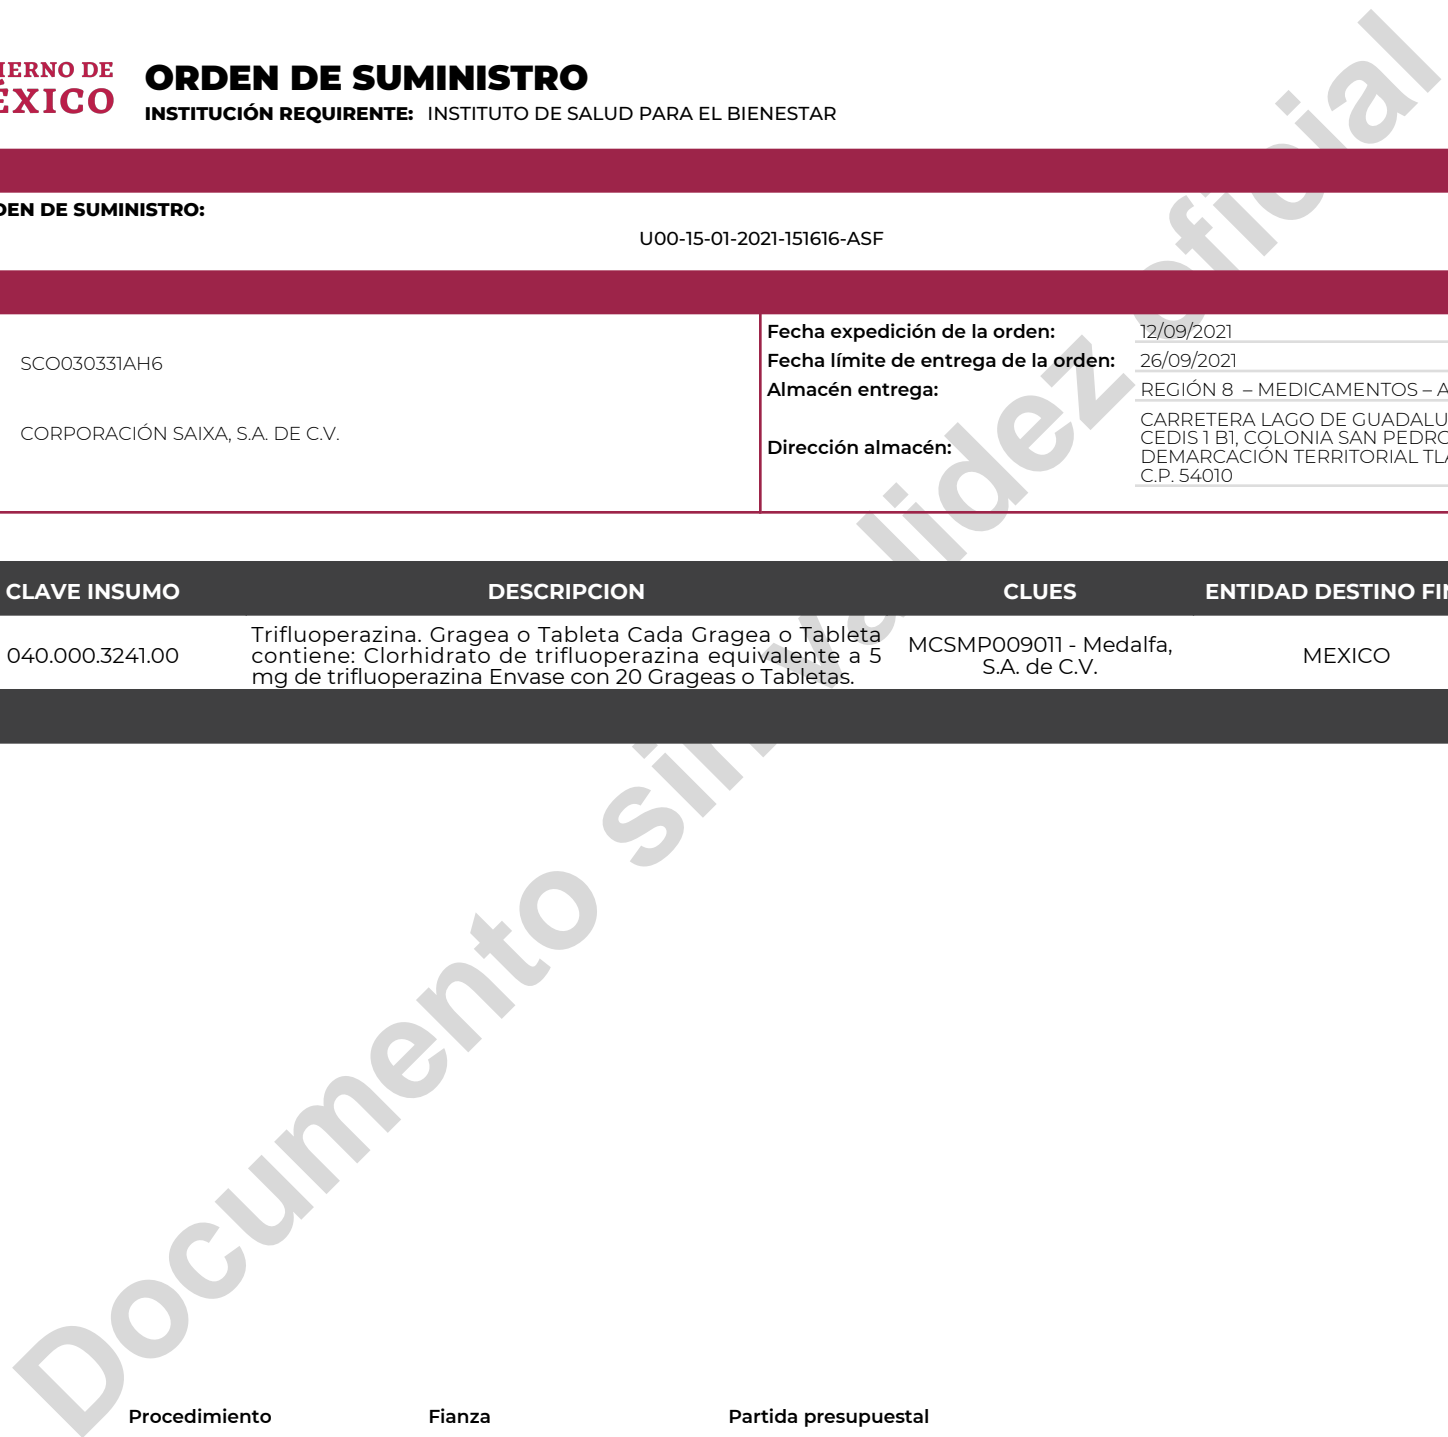 IERNO DE
ÉXICO
ORDEN DE SUMINISTRO
INSTITUCIÓN REQUIRENTE: INSTITUTO DE SALUD PARA EL BIENESTAR
DEN DE SUMINISTRO:
U00-15-01-2021-151616-ASF
SCO030331AH6
CORPORACIÓN SAIXA, S.A. DE C.V.
Fecha expedición de la orden: 12/09/2021
Fecha límite de entrega de la orden: 26/09/2021
Almacén entrega: REGIÓN 8 – MEDICAMENTOS – A
Dirección almacén:
CARRETERA LAGO DE GUADALU
CEDIS 1 B1, COLONIA SAN PEDRO
DEMARCACIÓN TERRITORIAL TLA
C.P. 54010
CLAVE INSUMO DESCRIPCION CLUES ENTIDAD DESTINO FIN
040.000.3241.00
Trifluoperazina. Gragea o Tableta Cada Gragea o Tableta
contiene: Clorhidrato de trifluoperazina equivalente a 5
mg de trifluoperazina Envase con 20 Grageas o Tabletas.
MCSMP009011 - Medalfa,
S.A. de C.V.
MEXICO
Documento sin validez oficial
Procedimiento Fianza Partida presupuestal